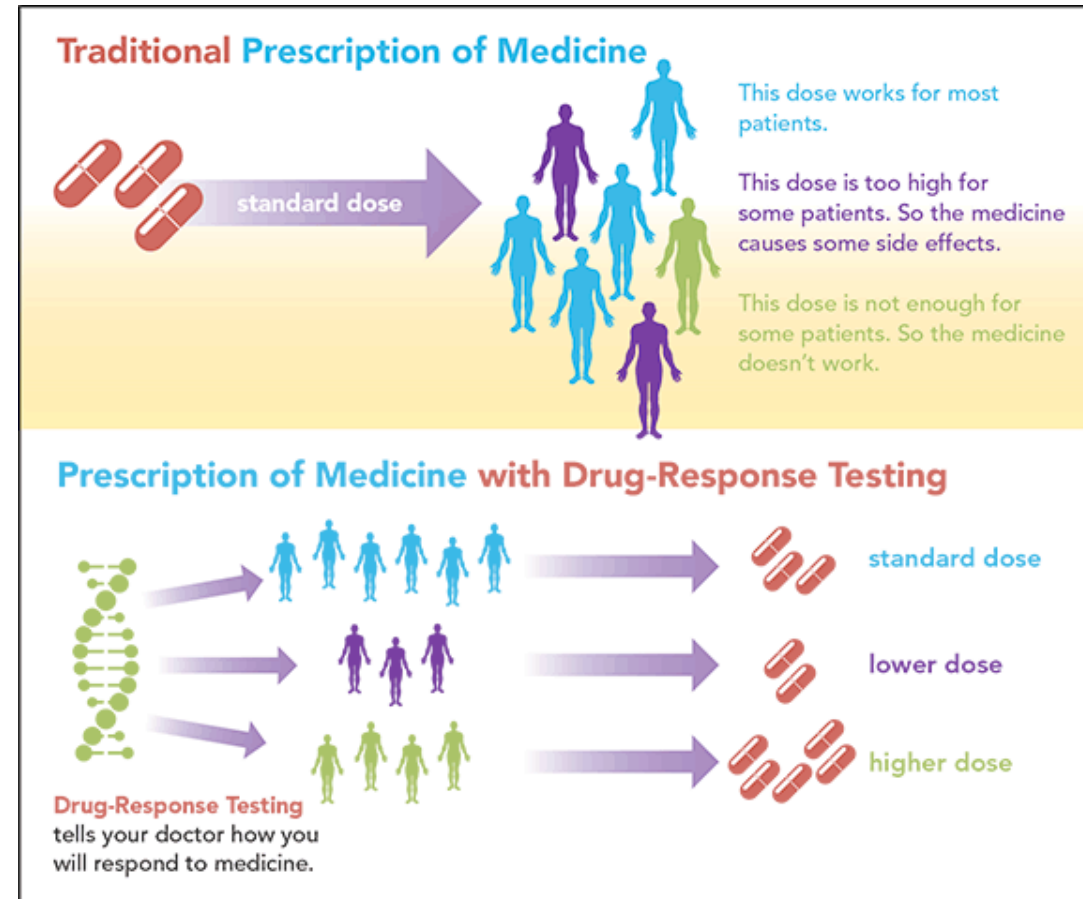 Traditional Prescription of Medicine
standard dose
This dose works for most
patients.
This dose is too high for
some patients. So the medicine
causes some side effects.
This dose is not enough for
some patients. So the medicine
doesn’t work.
Prescription of Medicine with Drug-Response Testing
standard dose
lower dose
higher dose
Drug-Response Testing
tells your doctor how you
will respond to medicine.